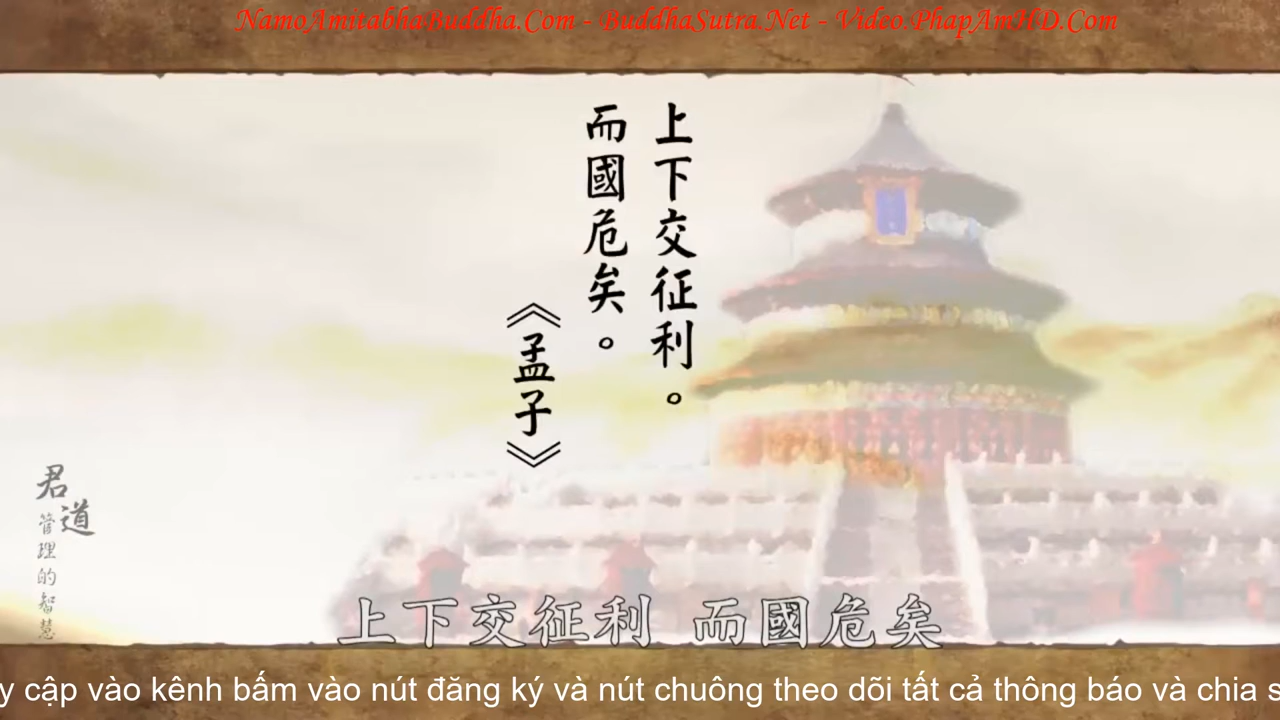 NamoAmitabhaBuddha.Com - BuddhaSutra.Net - Video.PhapAmHD.Com
上下交征利。
而國危矣。
《孟子》
君道
管理的智慧
上下交征利 而國危矣
y cập vào kênh bấm vào nút đăng ký và nút chuông theo dõi tất cả thông báo và chia s